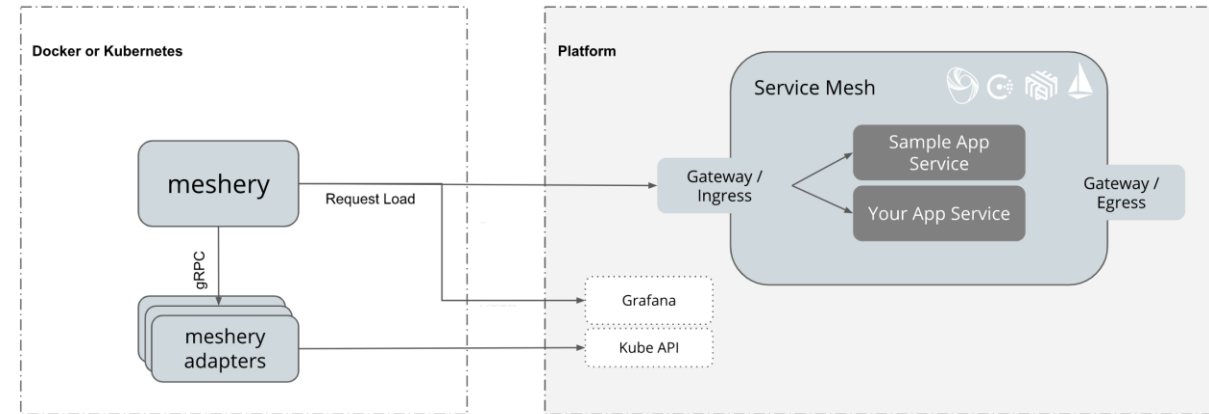 Docker or Kubernetes
Platform
Service Mesh
Sample App
Service
meshery
Gateway /
Ingress
Gateway /
Egress
Request Load
Your App Service
gRPC
Grafana
meshery
adapters
Kube API